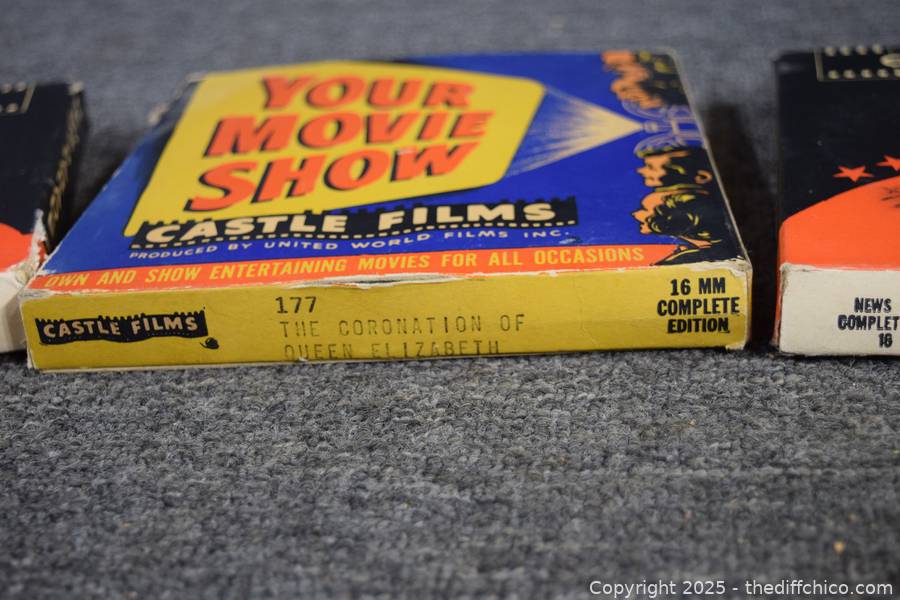 YOUR
MOVIE
SHOW
CASTLE FILMS
PRODUCED BY UNITED WORLD FILMS INC.
OWN AND SHOW ENTERTAINING MOVIES FOR ALL OCCASIONS
CASTLE FILMS
177
THE CORONATION OF
QUEEN ELIZABETH
16 MM
COMPLETE
EDITION
NEWS
COMPLET
16
Copyright 2025 - thediffchico.com